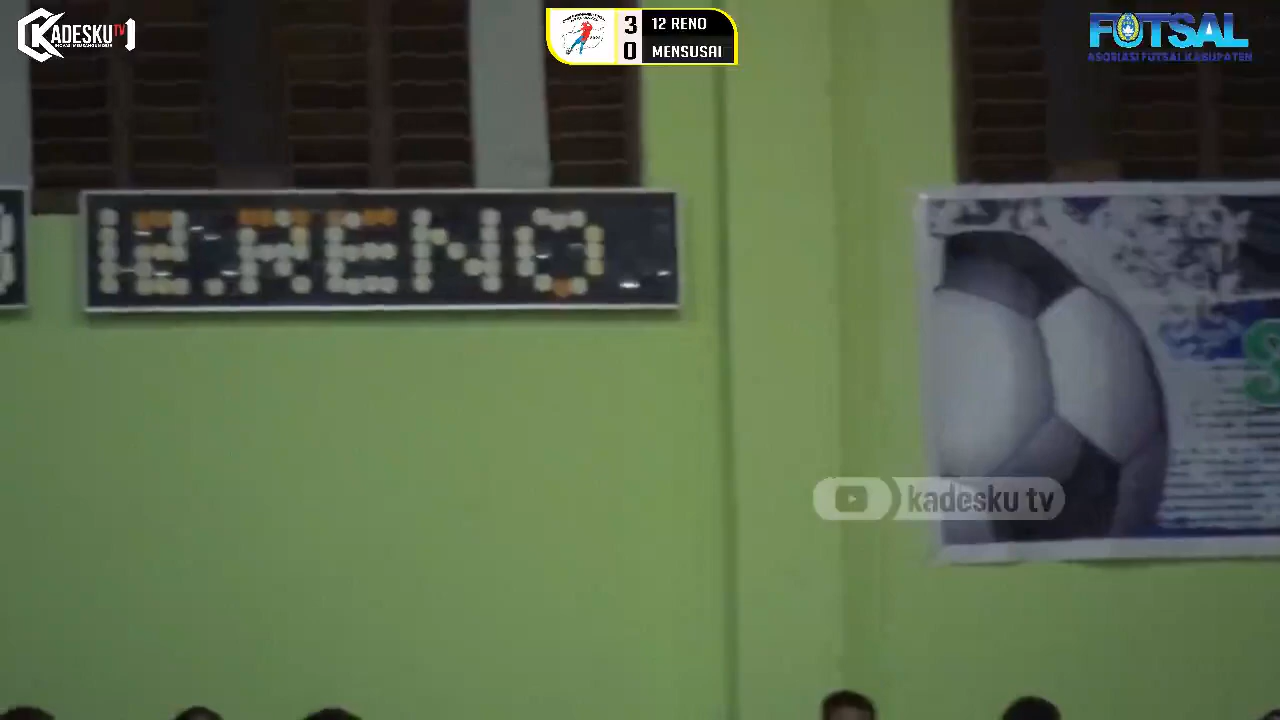 KADESKU TV
3 12 RENO
0 MENSUSAI
FUTSAL
ASOSIASI FUTSAL KABUPATEN
12.RENO
S
kadesku tv